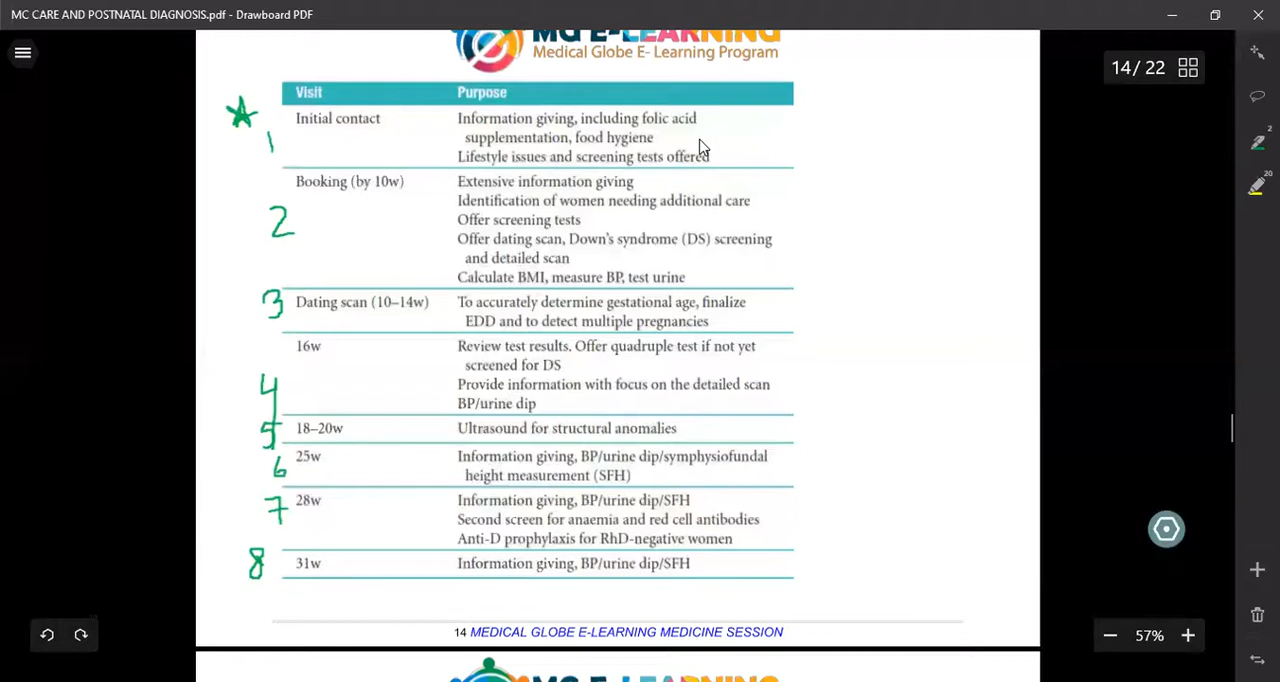 MC CARE AND POSTNATAL DIAGNOSIS.pdf - Drawboard PDF
MG E-LEARNING
Medical Globe E- Learning Program
14 / 22
2
20
Visit Purpose
Initial contact Information giving, including folic acid
supplementation, food hygiene
1
Lifestyle issues and screening tests offered
Booking (by 10w) Extensive information giving
Identification of women needing additional care
2
Offer screening tests
Offer dating scan, Down's syndrome (DS) screening
and detailed scan
Calculate BMI, measure BP, test urine
3 Dating scan (10–14w) To accurately determine gestational age, finalize
EDD and to detect multiple pregnancies
16w Review test results. Offer quadruple test if not yet
screened for DS
4 Provide information with focus on the detailed scan
BP/urine dip
5 18–20w Ultrasound for structural anomalies
6 25w Information giving, BP/urine dip/symphysiofundal
height measurement (SFH)
7 28w Information giving, BP/urine dip/SFH
Second screen for anaemia and red cell antibodies
Anti-D prophylaxis for RhD-negative women
8 31w Information giving, BP/urine dip/SFH
14 MEDICAL GLOBE E-LEARNING MEDICINE SESSION
57%
MG E-LEARNING